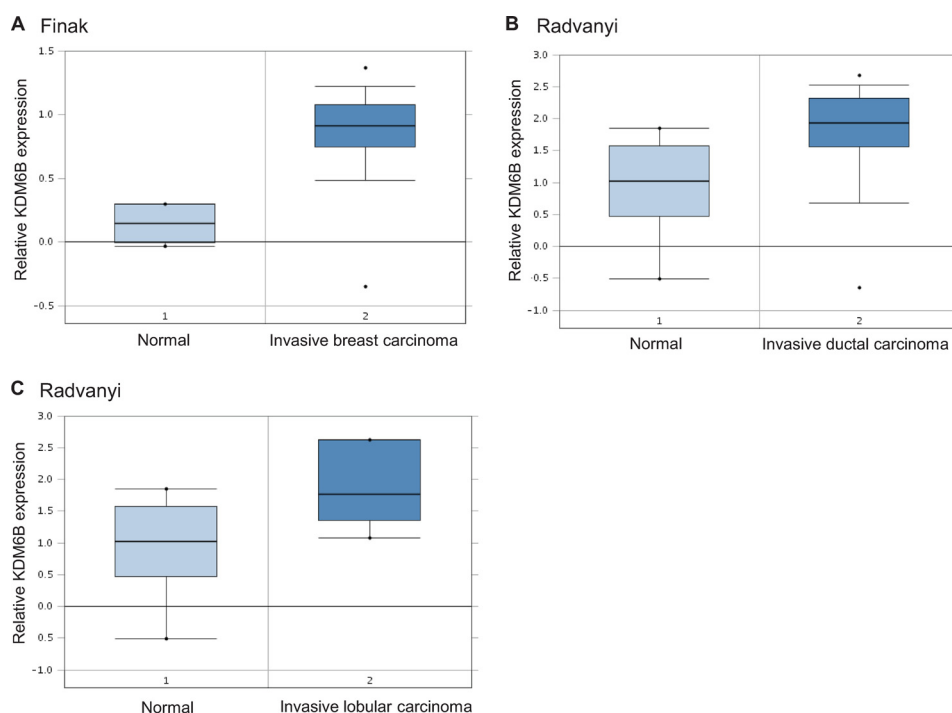 A Finak
Relative KDM6B expression
1.5
1.0
0.5
0.0
−0.5
1
2
Normal
Invasive breast carcinoma
B Radvanyi
Relative KDM6B expression
3.0
2.5
2.0
1.5
1.0
0.5
0.0
−0.5
−1.0
1
2
Normal
Invasive ductal carcinoma
C Radvanyi
Relative KDM6B expression
3.0
2.5
2.0
1.5
1.0
0.5
0.0
0.5
−1.0
1
2
Normal
Invasive lobular carcinoma